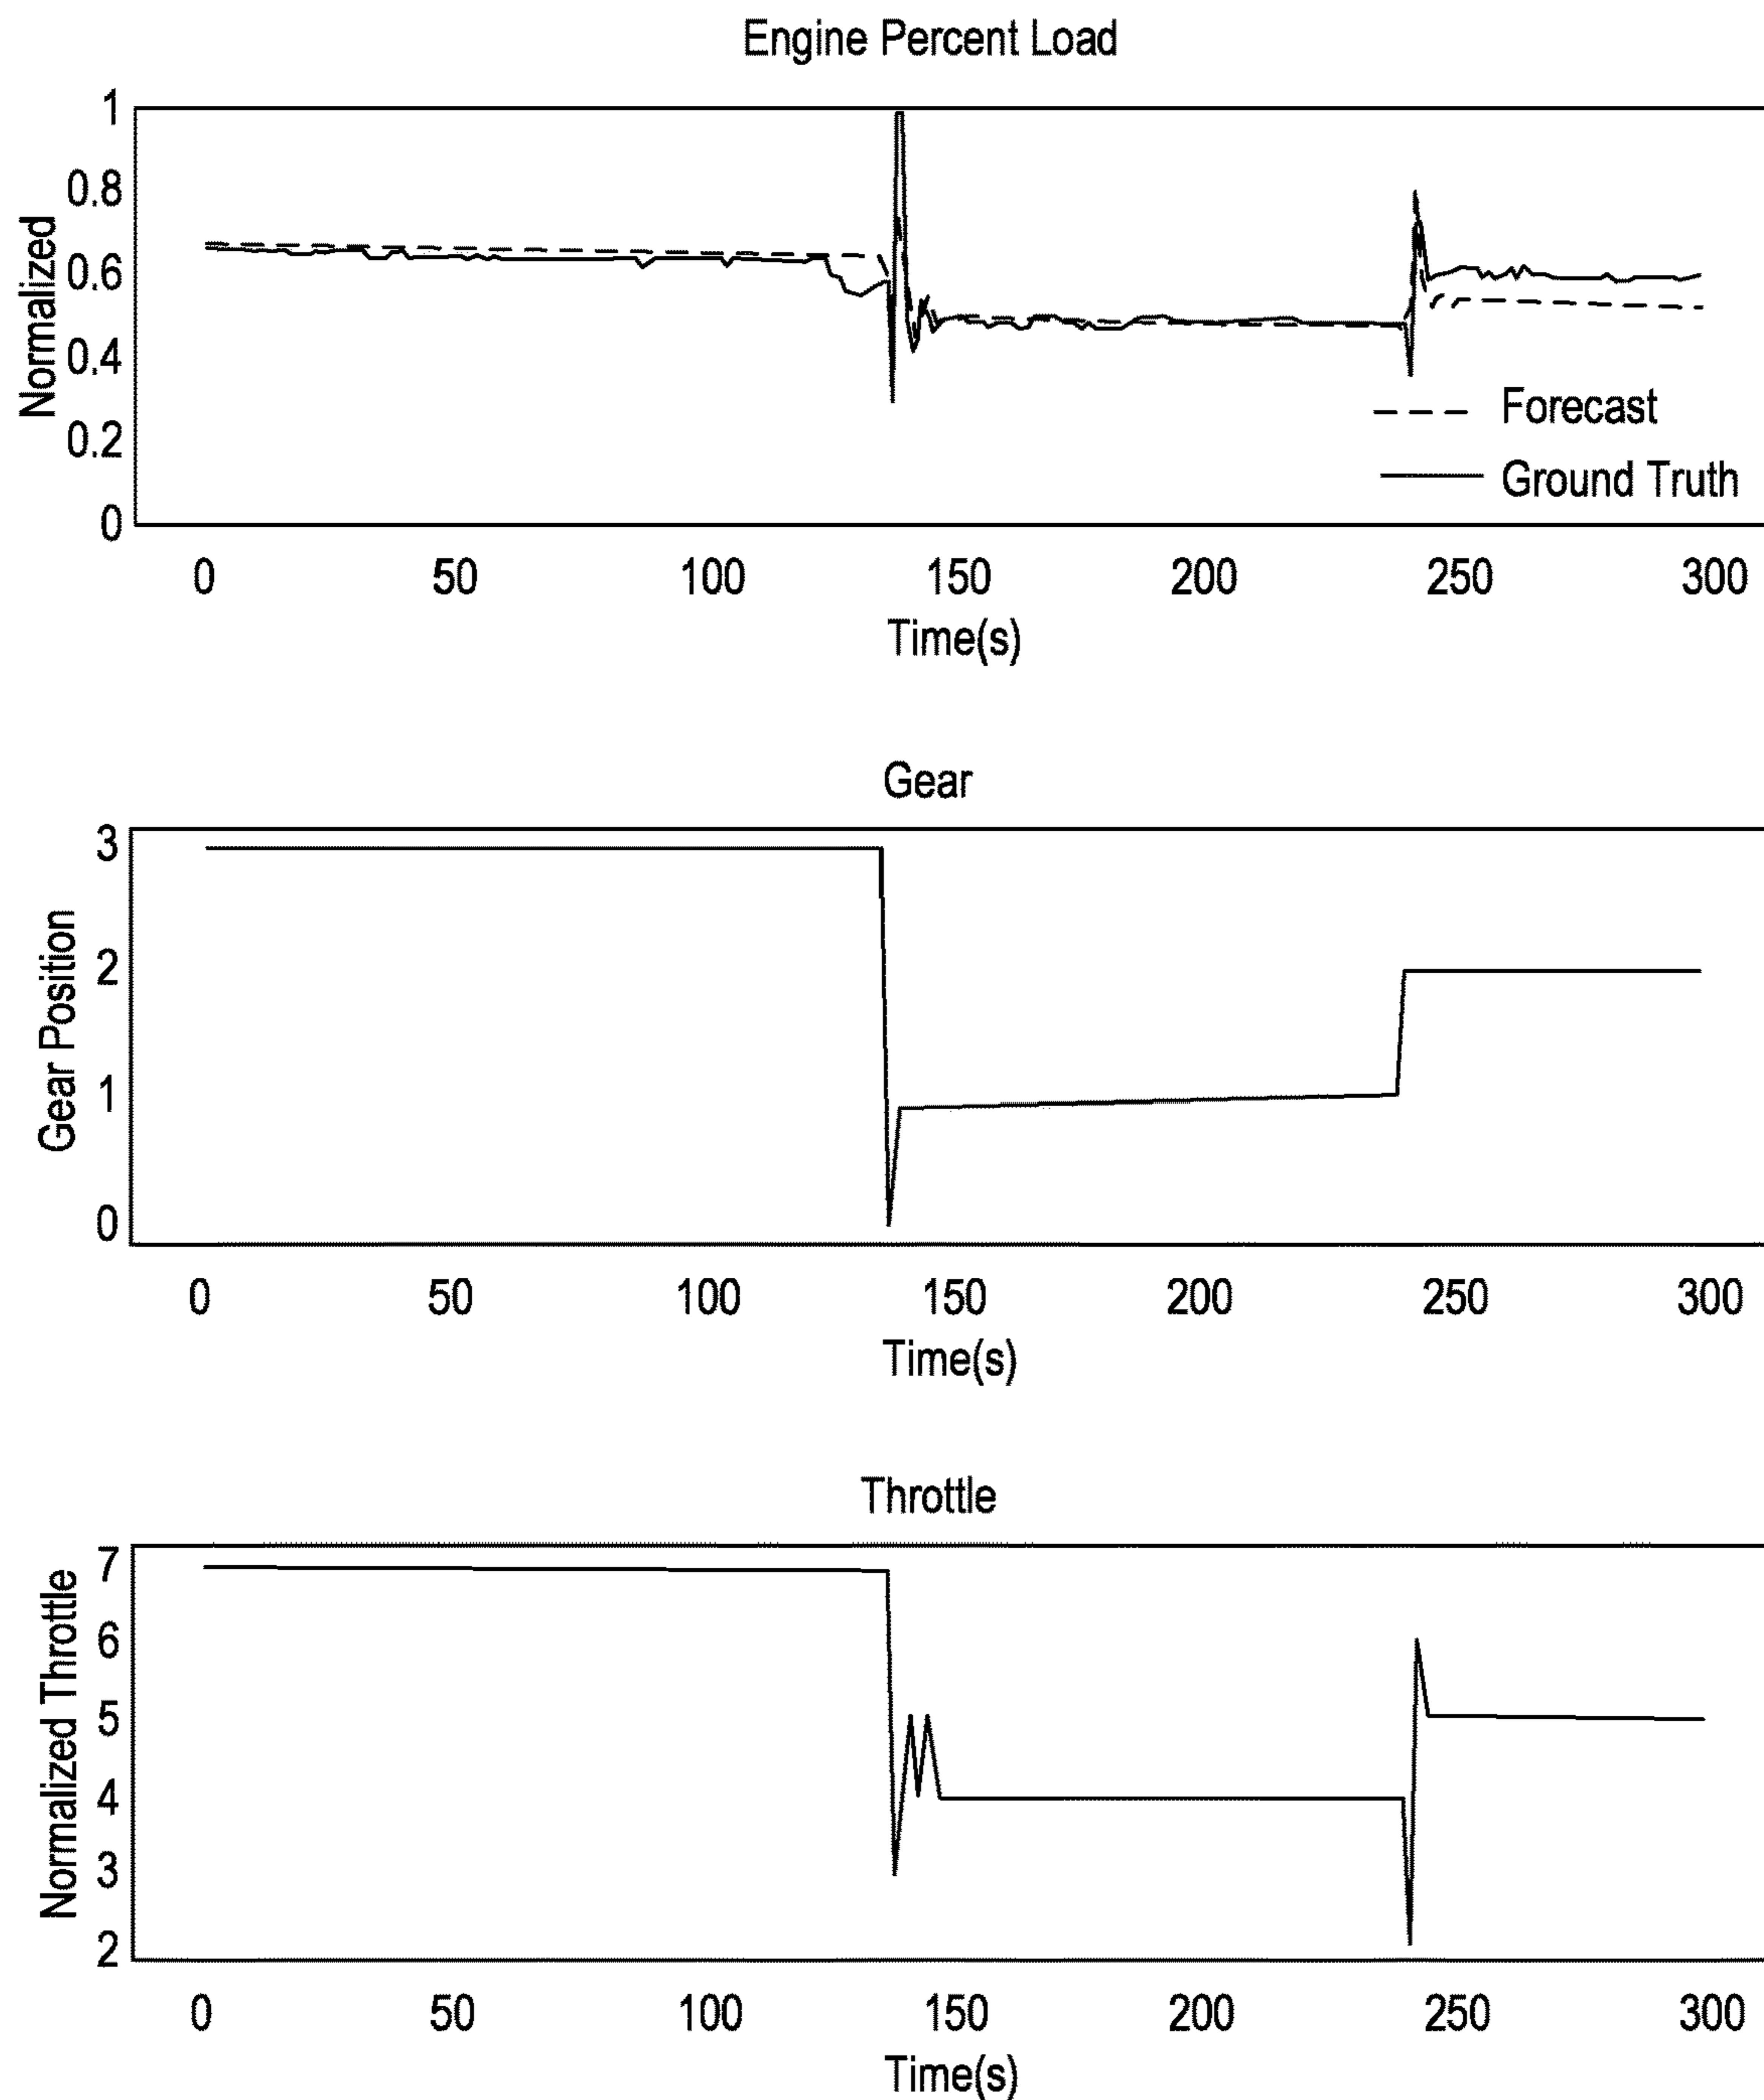 Engine Percent Load
1
0.8
0.6
0.4
0.2
0
Normalized
Forecast
Ground Truth
0 50 100 150 200 250 300
Time(s)
Gear
3
2
1
0
Gear Position
0 50 100 150 200 250 300
Time(s)
Throttle
7
6
5
4
3
2
Normalized Throttle
0 50 100 150 200 250 300
Time(s)